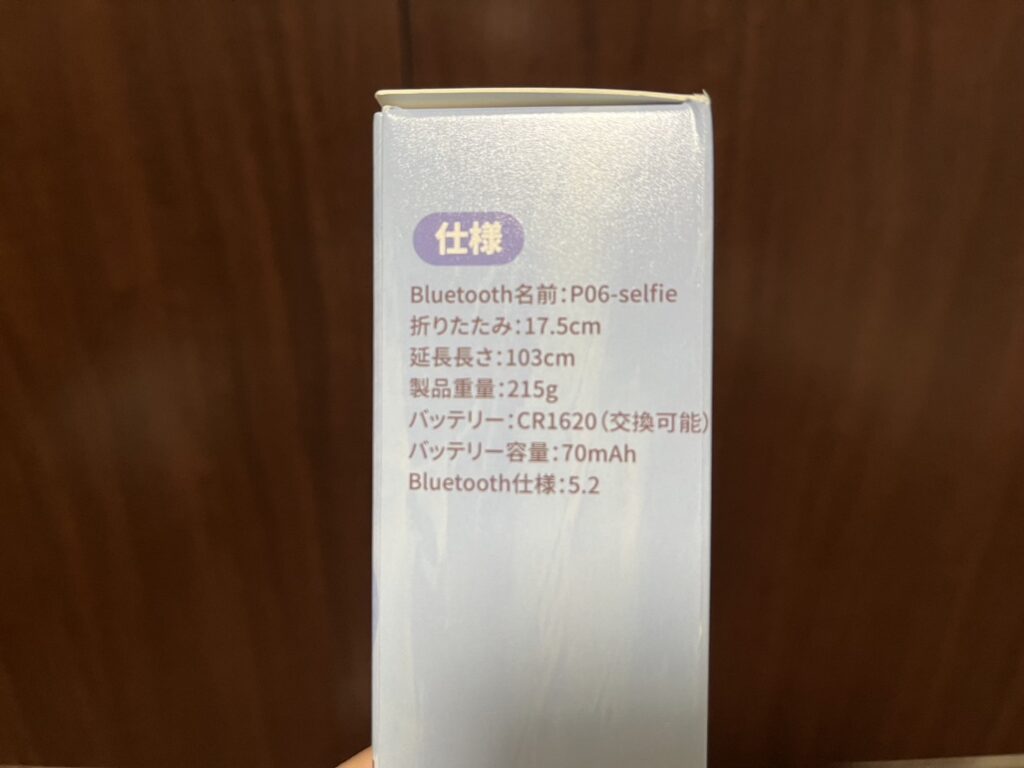 仕様
Bluetooth名前：P06-selfie
折りたたみ：17.5cm
延長長さ：103cm
製品重量：215g
バッテリー：CR1620（交換可能）
バッテリー容量：70mAh
Bluetooth仕様：5.2